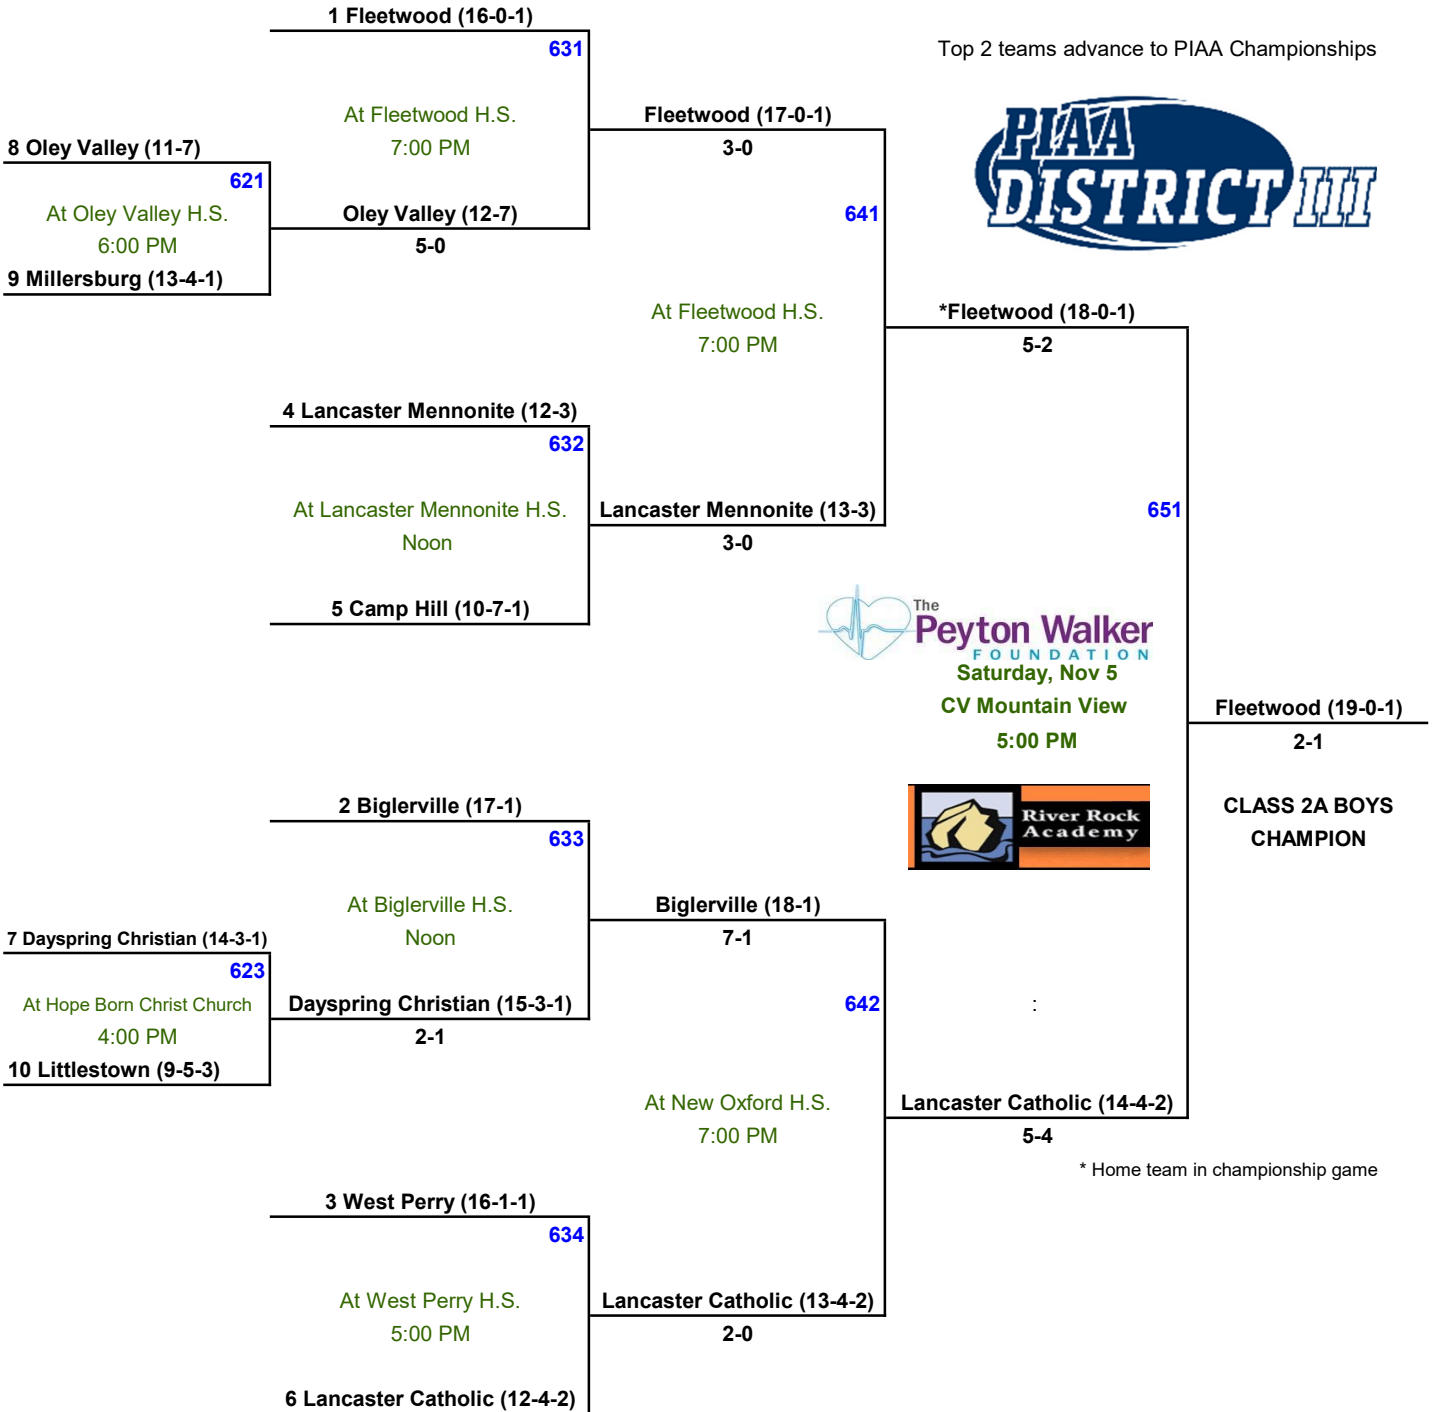 1 Fleetwood (16-0-1)
631
Top 2 teams advance to PIAA Championships
At Fleetwood H.S.
7:00 PM
Fleetwood (17-0-1)
3-0
PIAA
DISTRICT III
8 Oley Valley (11-7)
621
At Oley Valley H.S.
6:00 PM
9 Millersburg (13-4-1)
Oley Valley (12-7)
5-0
641
At Fleetwood H.S.
7:00 PM
*Fleetwood (18-0-1)
5-2
4 Lancaster Mennonite (12-3)
632
At Lancaster Mennonite H.S.
Noon
Lancaster Mennonite (13-3)
3-0
5 Camp Hill (10-7-1)
651
The
Peyton Walker
FOUNDATION
Saturday, Nov 5
CV Mountain View
5:00 PM
Fleetwood (19-0-1)
2-1
CLASS 2A BOYS
CHAMPION
River Rock
Academy
2 Biglerville (17-1)
633
At Biglerville H.S.
Noon
Biglerville (18-1)
7-1
7 Dayspring Christian (14-3-1)
623
At Hope Born Christ Church
4:00 PM
10 Littlestown (9-5-3)
Dayspring Christian (15-3-1)
2-1
642
:
At New Oxford H.S.
7:00 PM
Lancaster Catholic (14-4-2)
5-4
* Home team in championship game
3 West Perry (16-1-1)
634
At West Perry H.S.
5:00 PM
Lancaster Catholic (13-4-2)
2-0
6 Lancaster Catholic (12-4-2)